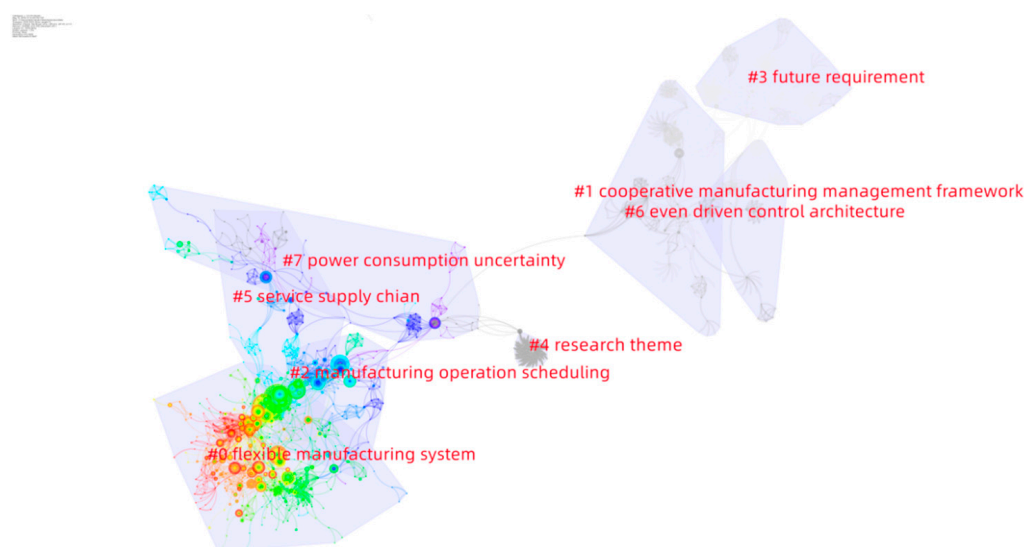 #3 future requirement
#1 cooperative manufacturing management framework
#6 even driven control architecture
#7 power consumption uncertainty
#5 service supply chian
#4 research theme
#2 manufacturing operation scheduling
#0 flexible manufacturing system